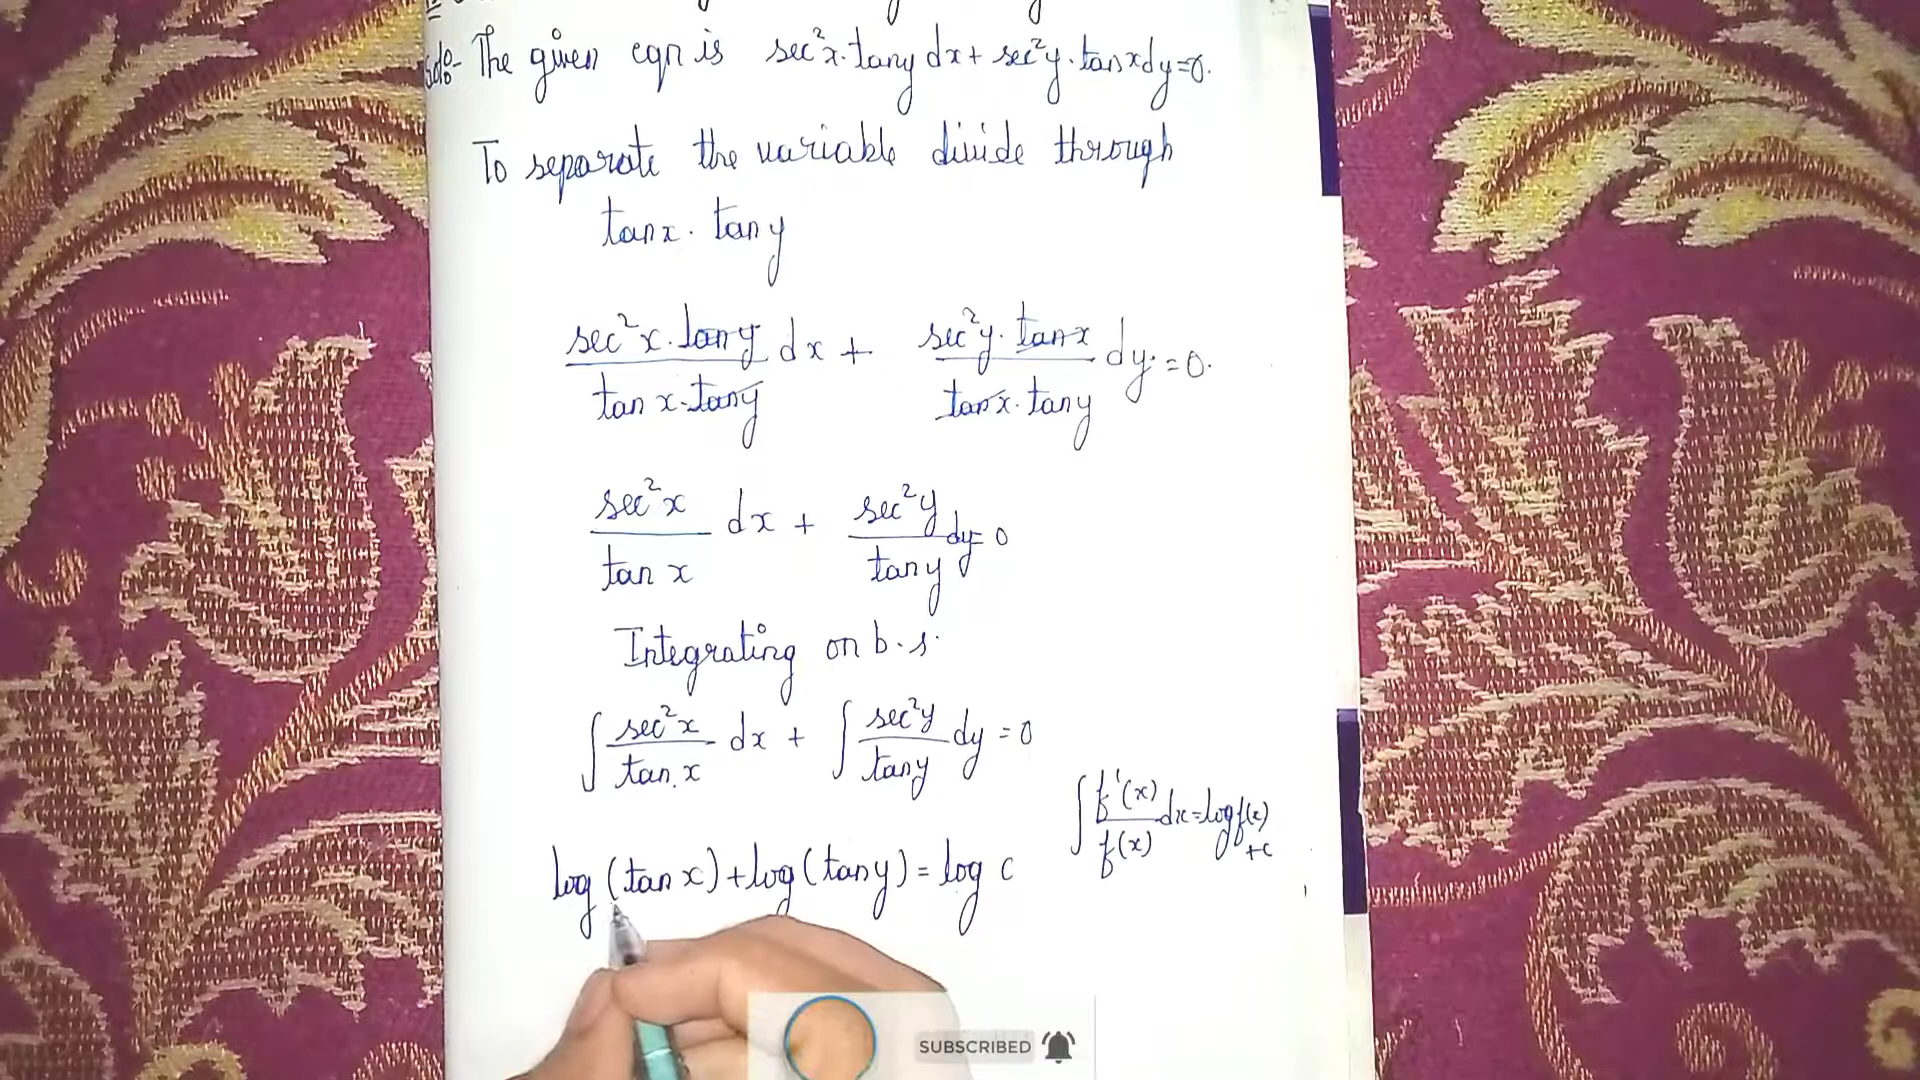 Sol:- The given eqn is sec²x.tany dx + sec²y.tanx dy=0.
To separate the variable divide through
tanx. tany
sec²x.tany / tan x.tany dx + sec²y.tanx / tanx.tany dy.=0.
sec²x / tan x dx + sec²y / tany dy= 0
Integrating on b.s.
∫ sec²x / tan x dx + ∫ sec²y / tany dy = 0
∫ f'(x) / f(x) dx=log f(x) +c
log (tan x)+log (tany) = log c
SUBSCRIBED